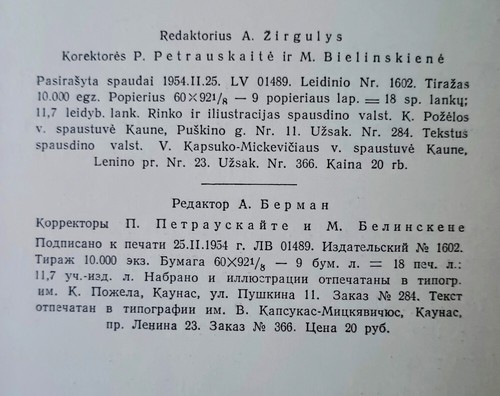 Redaktorius A. Žirgulys
Korektorės P. Petrauskaitė ir M. Bielinskienė
Pasirašyta spaudai 1954.II.25. LV 01489. Leidinio Nr. 1602. Tiražas
10.000 egz. Popierius 60×921/8 — 9 popieriaus lap. = 18 sp. lankų;
11,7 leidyb. lank. Rinko ir iliustracijas spausdino valst. K. Požėlos
v. spaustuvė Kaune, Puškino g. Nr. 11. Užsak. Nr. 284. Tekstus
spausdino valst. V. Kapsuko-Mickevičiaus v. spaustuvė Kaune,
Lenino pr. Nr. 23. Užsak. Nr. 366. Kaina 20 rb.
Редактор А. Берман
Корректоры П. Петраускайте и М. Белинскене
Подписано к печати 25.II.1954 г. ЛВ 01489. Издательский № 1602.
Тираж 10.000 экз. Бумага 60×921/8 — 9 бум. л. = 18 печ. л.:
11,7 уч.-изд. л. Набрано и иллюстрации отпечатаны в типогр.
им. К. Пожела, Каунас, ул. Пушкина 11. Заказ № 284. Текст
отпечатан в типографии им. В. Капсукас-Мицкявичюс, Каунас,
пр. Ленина 23. Заказ № 366. Цена 20 руб.